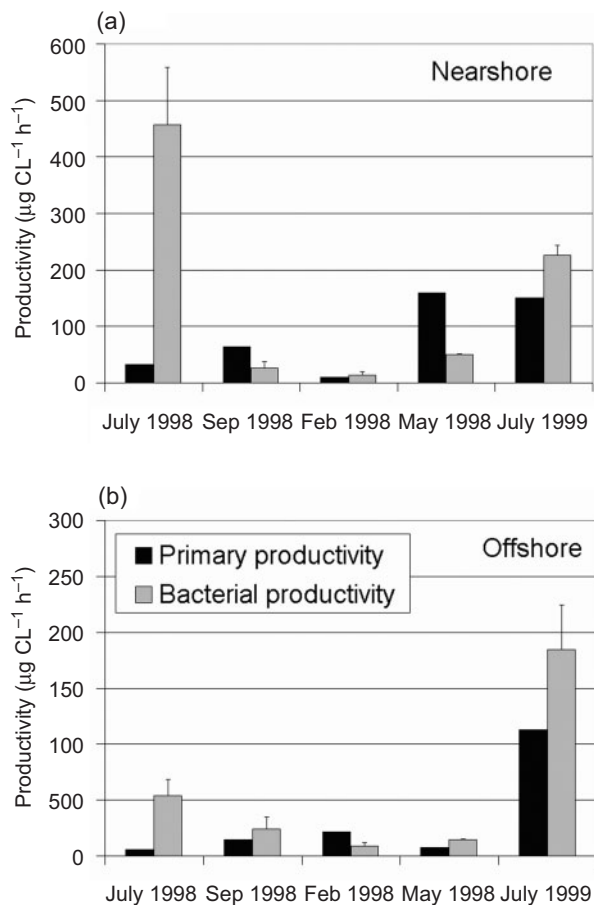 (a)
600
Nearshore
500
400
300
200
100
0
Productivity (µg CL⁻¹ h⁻¹)
July 1998 Sep 1998 Feb 1998 May 1998 July 1999
(b)
300
Offshore
Primary productivity
Bacterial productivity
250
200
150
100
500
0
Productivity (µg CL⁻¹ h⁻¹)
July 1998 Sep 1998 Feb 1998 May 1998 July 1999